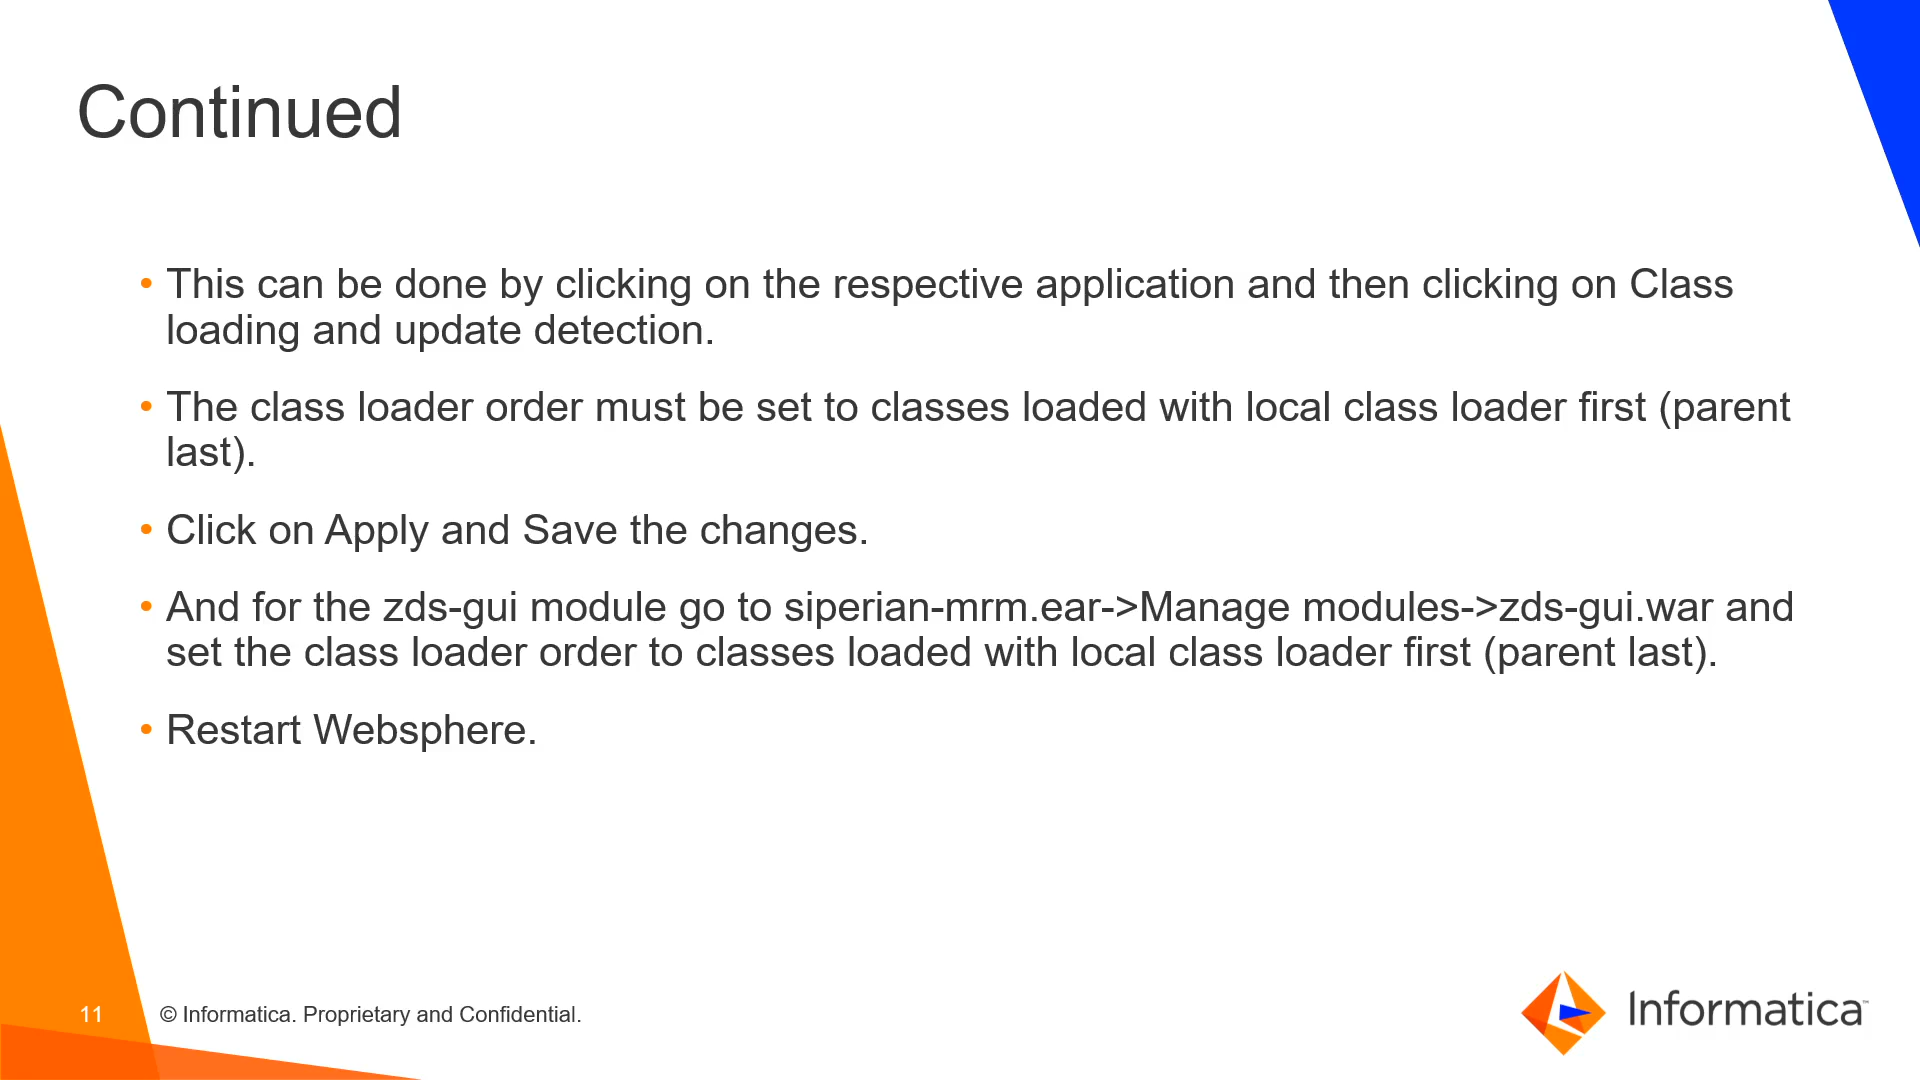 Continued
• This can be done by clicking on the respective application and then clicking on Class
loading and update detection.
• The class loader order must be set to classes loaded with local class loader first (parent
last).
• Click on Apply and Save the changes.
• And for the zds-gui module go to siperian-mrm.ear->Manage modules->zds-gui.war and
set the class loader order to classes loaded with local class loader first (parent last).
• Restart Websphere.
11
© Informatica. Proprietary and Confidential.
Informatica™